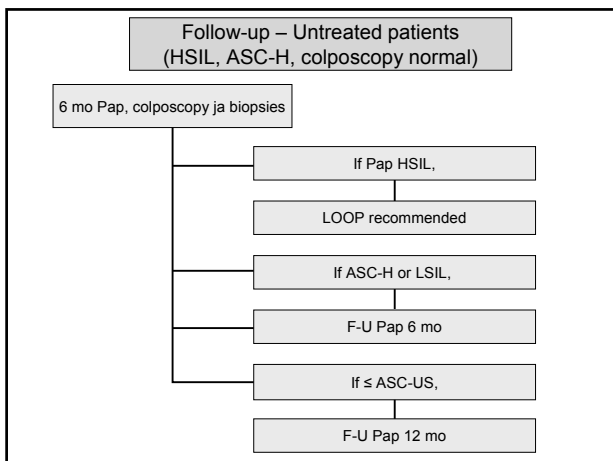 Follow-up – Untreated patients
(HSIL, ASC-H, colposcopy normal)
6 mo Pap, colposcopy ja biopsies
If Pap HSIL,
LOOP recommended
If ASC-H or LSIL,
F-U Pap 6 mo
If ≤ ASC-US,
F-U Pap 12 mo